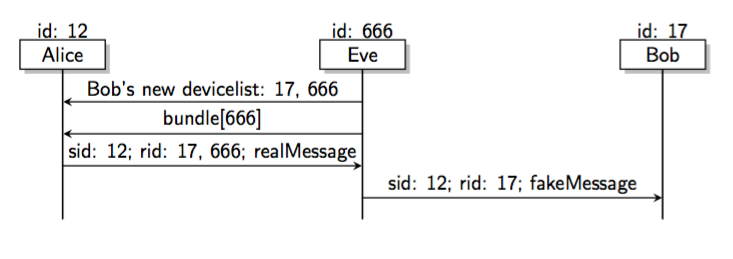 id: 12
id: 666
id: 17
Alice
Eve
Bob
Bob's new devicelist: 17, 666
bundle[666]
sid: 12; rid: 17, 666; realMessage
sid: 12; rid: 17; fakeMessage